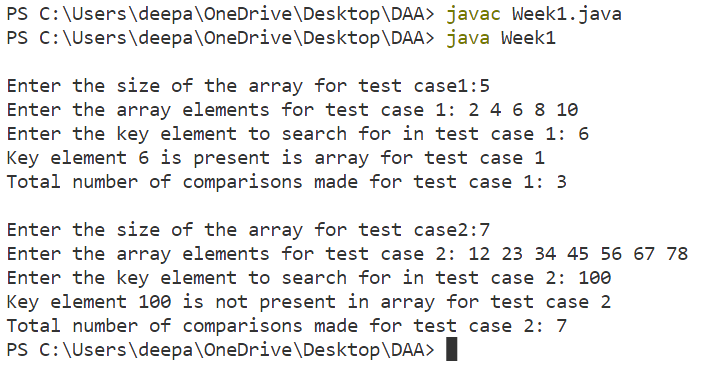 PS C:\Users\deepa\OneDrive\Desktop\DAA> javac Week1.java
PS C:\Users\deepa\OneDrive\Desktop\DAA> java Week1
Enter the size of the array for test case1:5
Enter the array elements for test case 1: 2 4 6 8 10
Enter the key element to search for in test case 1: 6
Key element 6 is present is array for test case 1
Total number of comparisons made for test case 1: 3
Enter the size of the array for test case2:7
Enter the array elements for test case 2: 12 23 34 45 56 67 78
Enter the key element to search for in test case 2: 100
Key element 100 is not present in array for test case 2
Total number of comparisons made for test case 2: 7
PS C:\Users\deepa\OneDrive\Desktop\DAA>